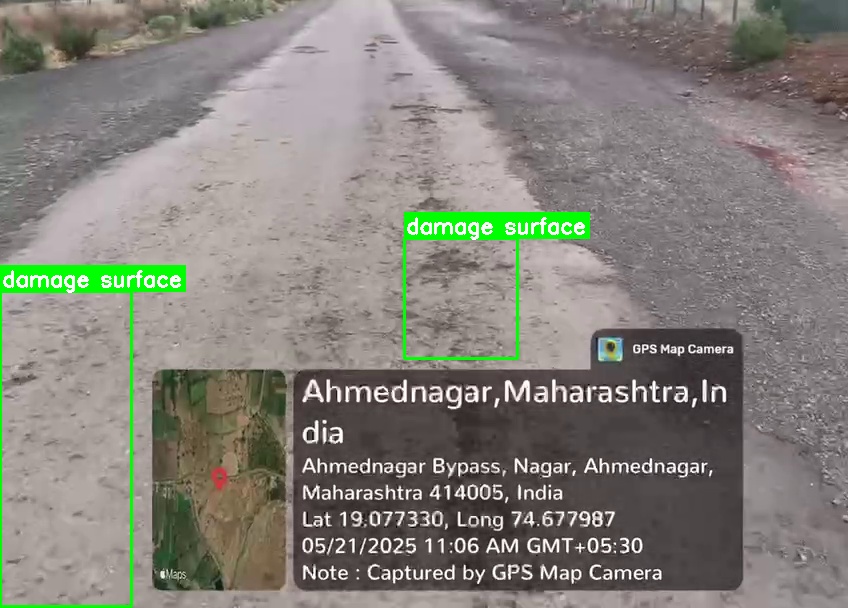 damage surface
damage surface
GPS Map Camera
Ahmednagar,Maharashtra,In
dia
Ahmednagar Bypass, Nagar, Ahmednagar,
Maharashtra 414005, India
Lat 19.077330, Long 74.677987
05/21/2025 11:06 AM GMT+05:30
Note : Captured by GPS Map Camera
Maps